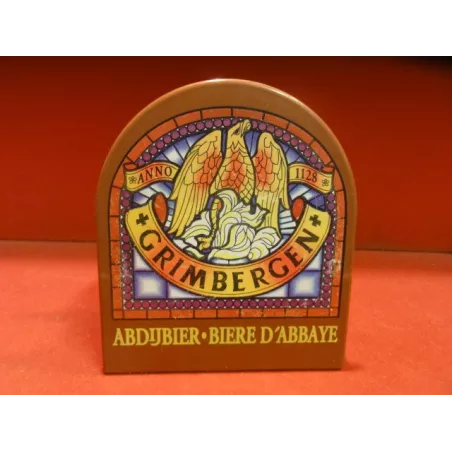 ANNO 1128
GRIMBERGEN
ABDIJBIER • BIERE D'ABBAYE